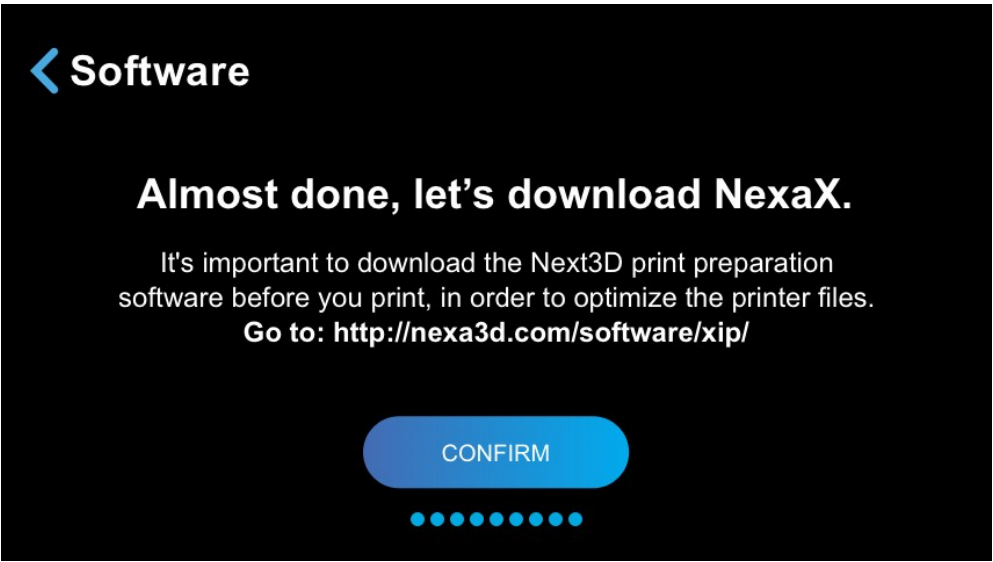 Software
Almost done, let’s download NexaX.
It's important to download the Next3D print preparation
software before you print, in order to optimize the printer files.
Go to: http://nexa3d.com/software/xip/
CONFIRM